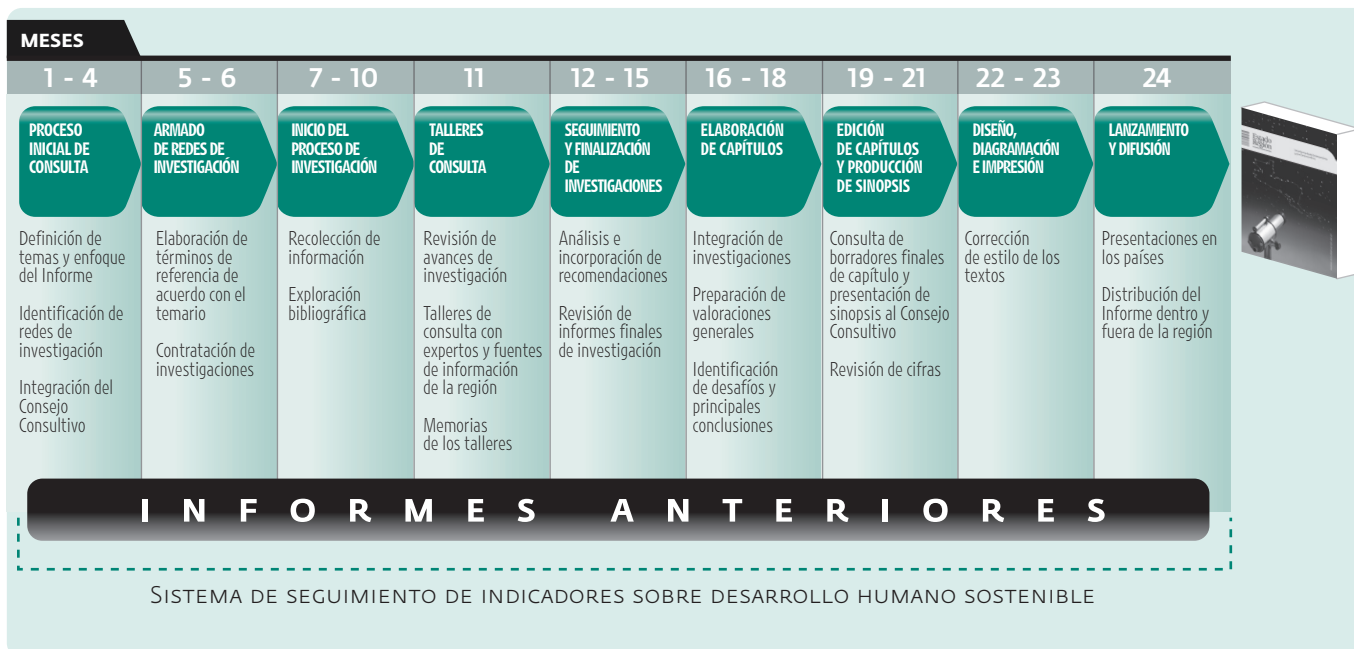 MESES
1 - 4
5 - 6
7 - 10
11
12 - 15
16 - 18
19 - 21
22 - 23
24
PROCESO
INICIAL DE
CONSULTA
ARMADO
DE REDES DE
INVESTIGACIÓN
INICIO DEL
PROCESO DE
INVESTIGACIÓN
TALLERES
DE
CONSULTA
SEGUIMIENTO
Y FINALIZACIÓN
DE
INVESTIGACIONES
ELABORACIÓN
DE CAPÍTULOS
EDICIÓN
DE CAPÍTULOS
Y PRODUCCIÓN
DE SINOPSIS
DISEÑO,
DIAGRAMACIÓN
E IMPRESIÓN
LANZAMIENTO
Y DIFUSIÓN
Definición de
temas y enfoque
del Informe
Identificación de
redes de
investigación
Integración del
Consejo
Consultivo
Elaboración de
términos de
referencia de
acuerdo con el
temario
Contratación de
investigaciones
Recolección de
información
Exploración
bibliográfica
Revisión de
avances de
investigación
Talleres de
consulta con
expertos y fuentes
de información
de la región
Memorias
de los talleres
Análisis e
incorporación de
recomendaciones
Revisión de
informes finales
de investigación
Integración de
investigaciones
Preparación de
valoraciones
generales
Identificación
de desafíos y
principales
conclusiones
Consulta de
borradores finales
de capítulo y
presentación de
sinopsis al Consejo
Consultivo
Revisión de cifras
Corrección
de estilo de los
textos
Presentaciones en
los países
Distribución del
Informe dentro y
fuera de la región
Estado
Región
INFORMES ANTERIORES
SISTEMA DE SEGUIMIENTO DE INDICADORES SOBRE DESARROLLO HUMANO SOSTENIBLE